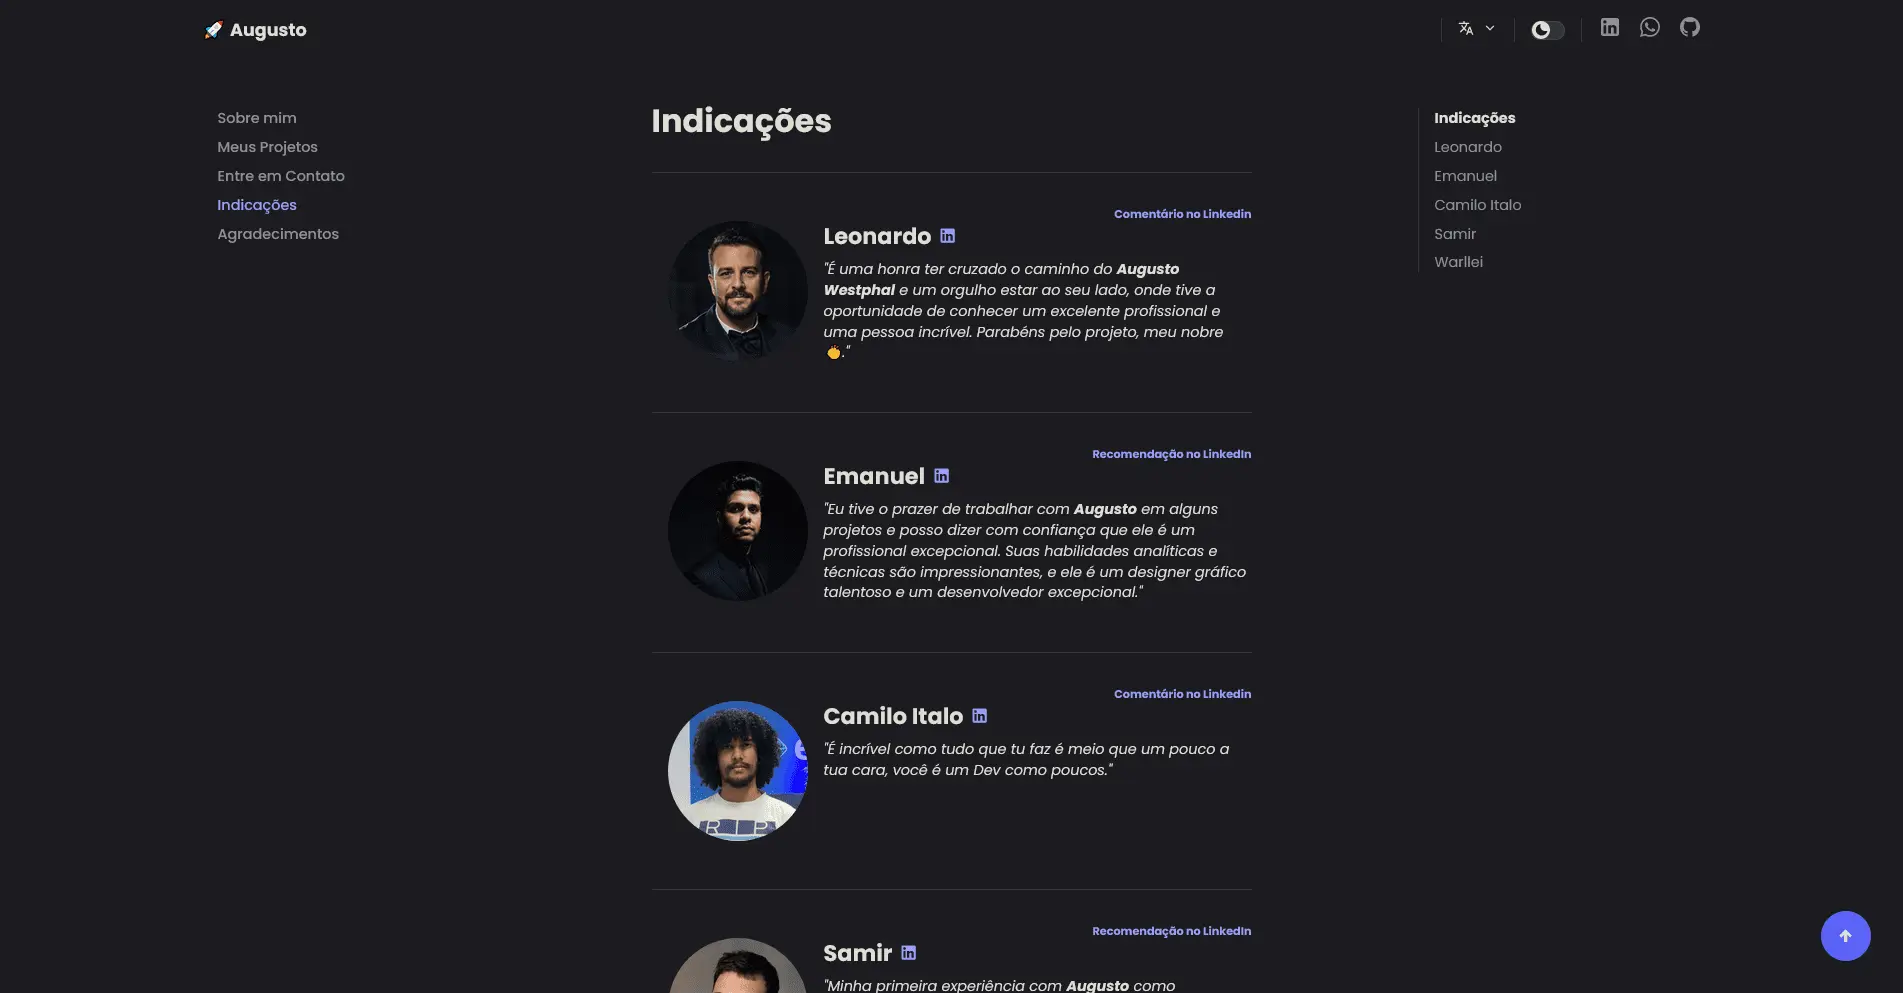 🚀 Augusto
Sobre mim
Meus Projetos
Entre em Contato
Indicações
Agradecimentos
Indicações
Comentário no Linkedin
Leonardo
"É uma honra ter cruzado o caminho do Augusto
Westphal e um orgulho estar ao seu lado, onde tive a
oportunidade de conhecer um excelente profissional e
uma pessoa incrível. Parabéns pelo projeto, meu nobre
👏."
Recomendação no LinkedIn
Emanuel
"Eu tive o prazer de trabalhar com Augusto em alguns
projetos e posso dizer com confiança que ele é um
profissional excepcional. Suas habilidades analíticas e
técnicas são impressionantes, e ele é um designer gráfico
talentoso e um desenvolvedor excepcional."
Comentário no Linkedin
Camilo Italo
"É incrível como tudo que tu faz é meio que um pouco a
tua cara, você é um Dev como poucos."
RIP
Recomendação no LinkedIn
Samir
"Minha primeira experiência com Augusto como
Indicações
Leonardo
Emanuel
Camilo Italo
Samir
Warllei